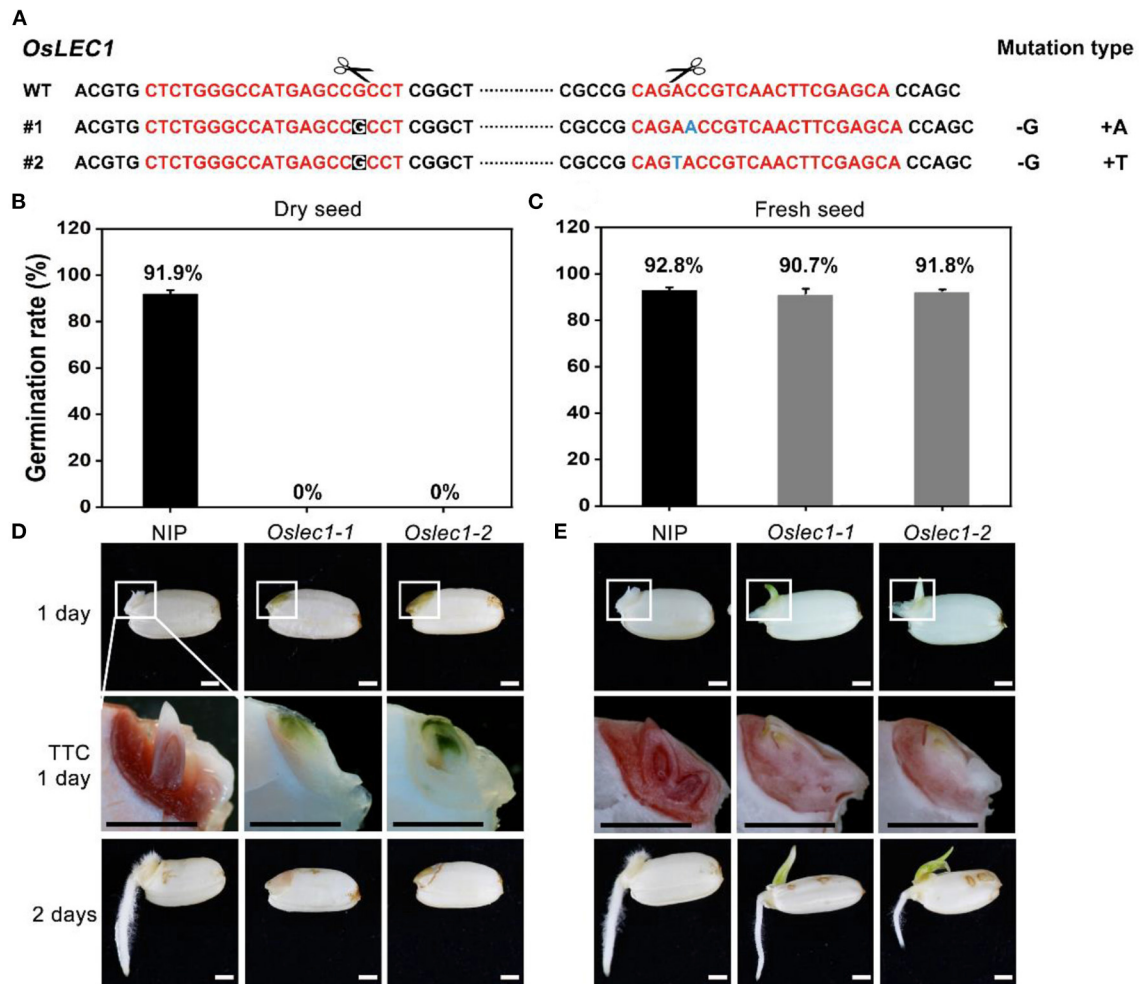 A
OsLEC1 Mutation type
WT ACGTG CTCTGGGCCATGAGCCGCCT CGGCT ·············· CGCCG CAGACCGTCAACTTCGAGCA CCAGC
#1 ACGTG CTCTGGGCCATGAGCCGCCT CGGCT ·············· CGCCG CAGAACCGTCAACTTCGAGCA CCAGC -G +A
#2 ACGTG CTCTGGGCCATGAGCCGCCT CGGCT ·············· CGCCG CAGTACCGTCAACTTCGAGCA CCAGC -G +T
B
Dry seed
Germination rate (%)
120
100
80
60
40
20
0
91.9%
0%
0%
C
Fresh seed
120
100
80
60
40
20
0
92.8%
90.7%
91.8%
D
NIP Oslec1-1 Oslec1-2
1 day
TTC
1 day
2 days
E
NIP Oslec1-1 Oslec1-2